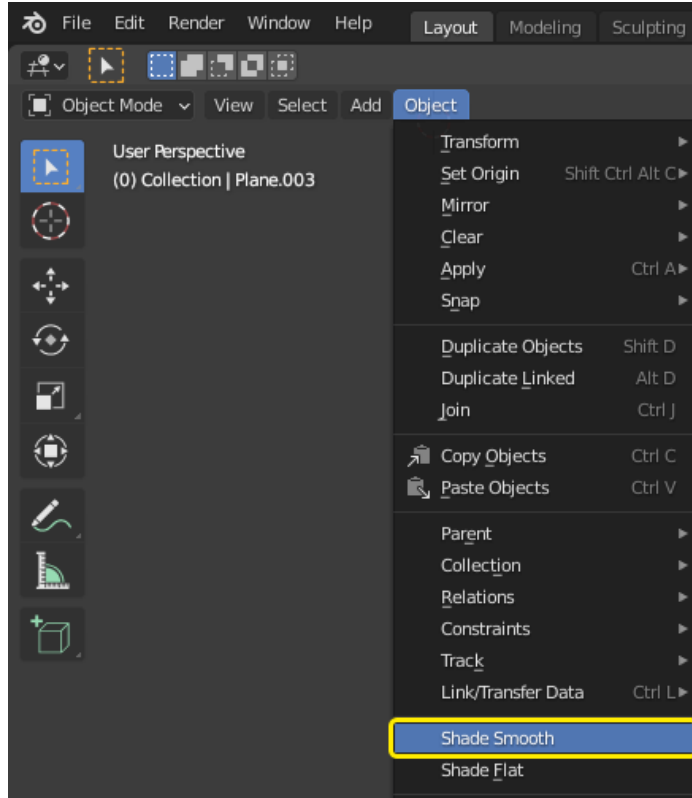 File Edit Render Window Help Layout Modeling Sculpting
Object Mode View Select Add Object
User Perspective
(0) Collection | Plane.003
Transform
Set Origin Shift Ctrl Alt C
Mirror
Clear
Apply Ctrl A
Snap
Duplicate Objects Shift D
Duplicate Linked Alt D
Join Ctrl J
Copy Objects Ctrl C
Paste Objects Ctrl V
Parent
Collection
Relations
Constraints
Track
Link/Transfer Data Ctrl L
Shade Smooth
Shade Flat